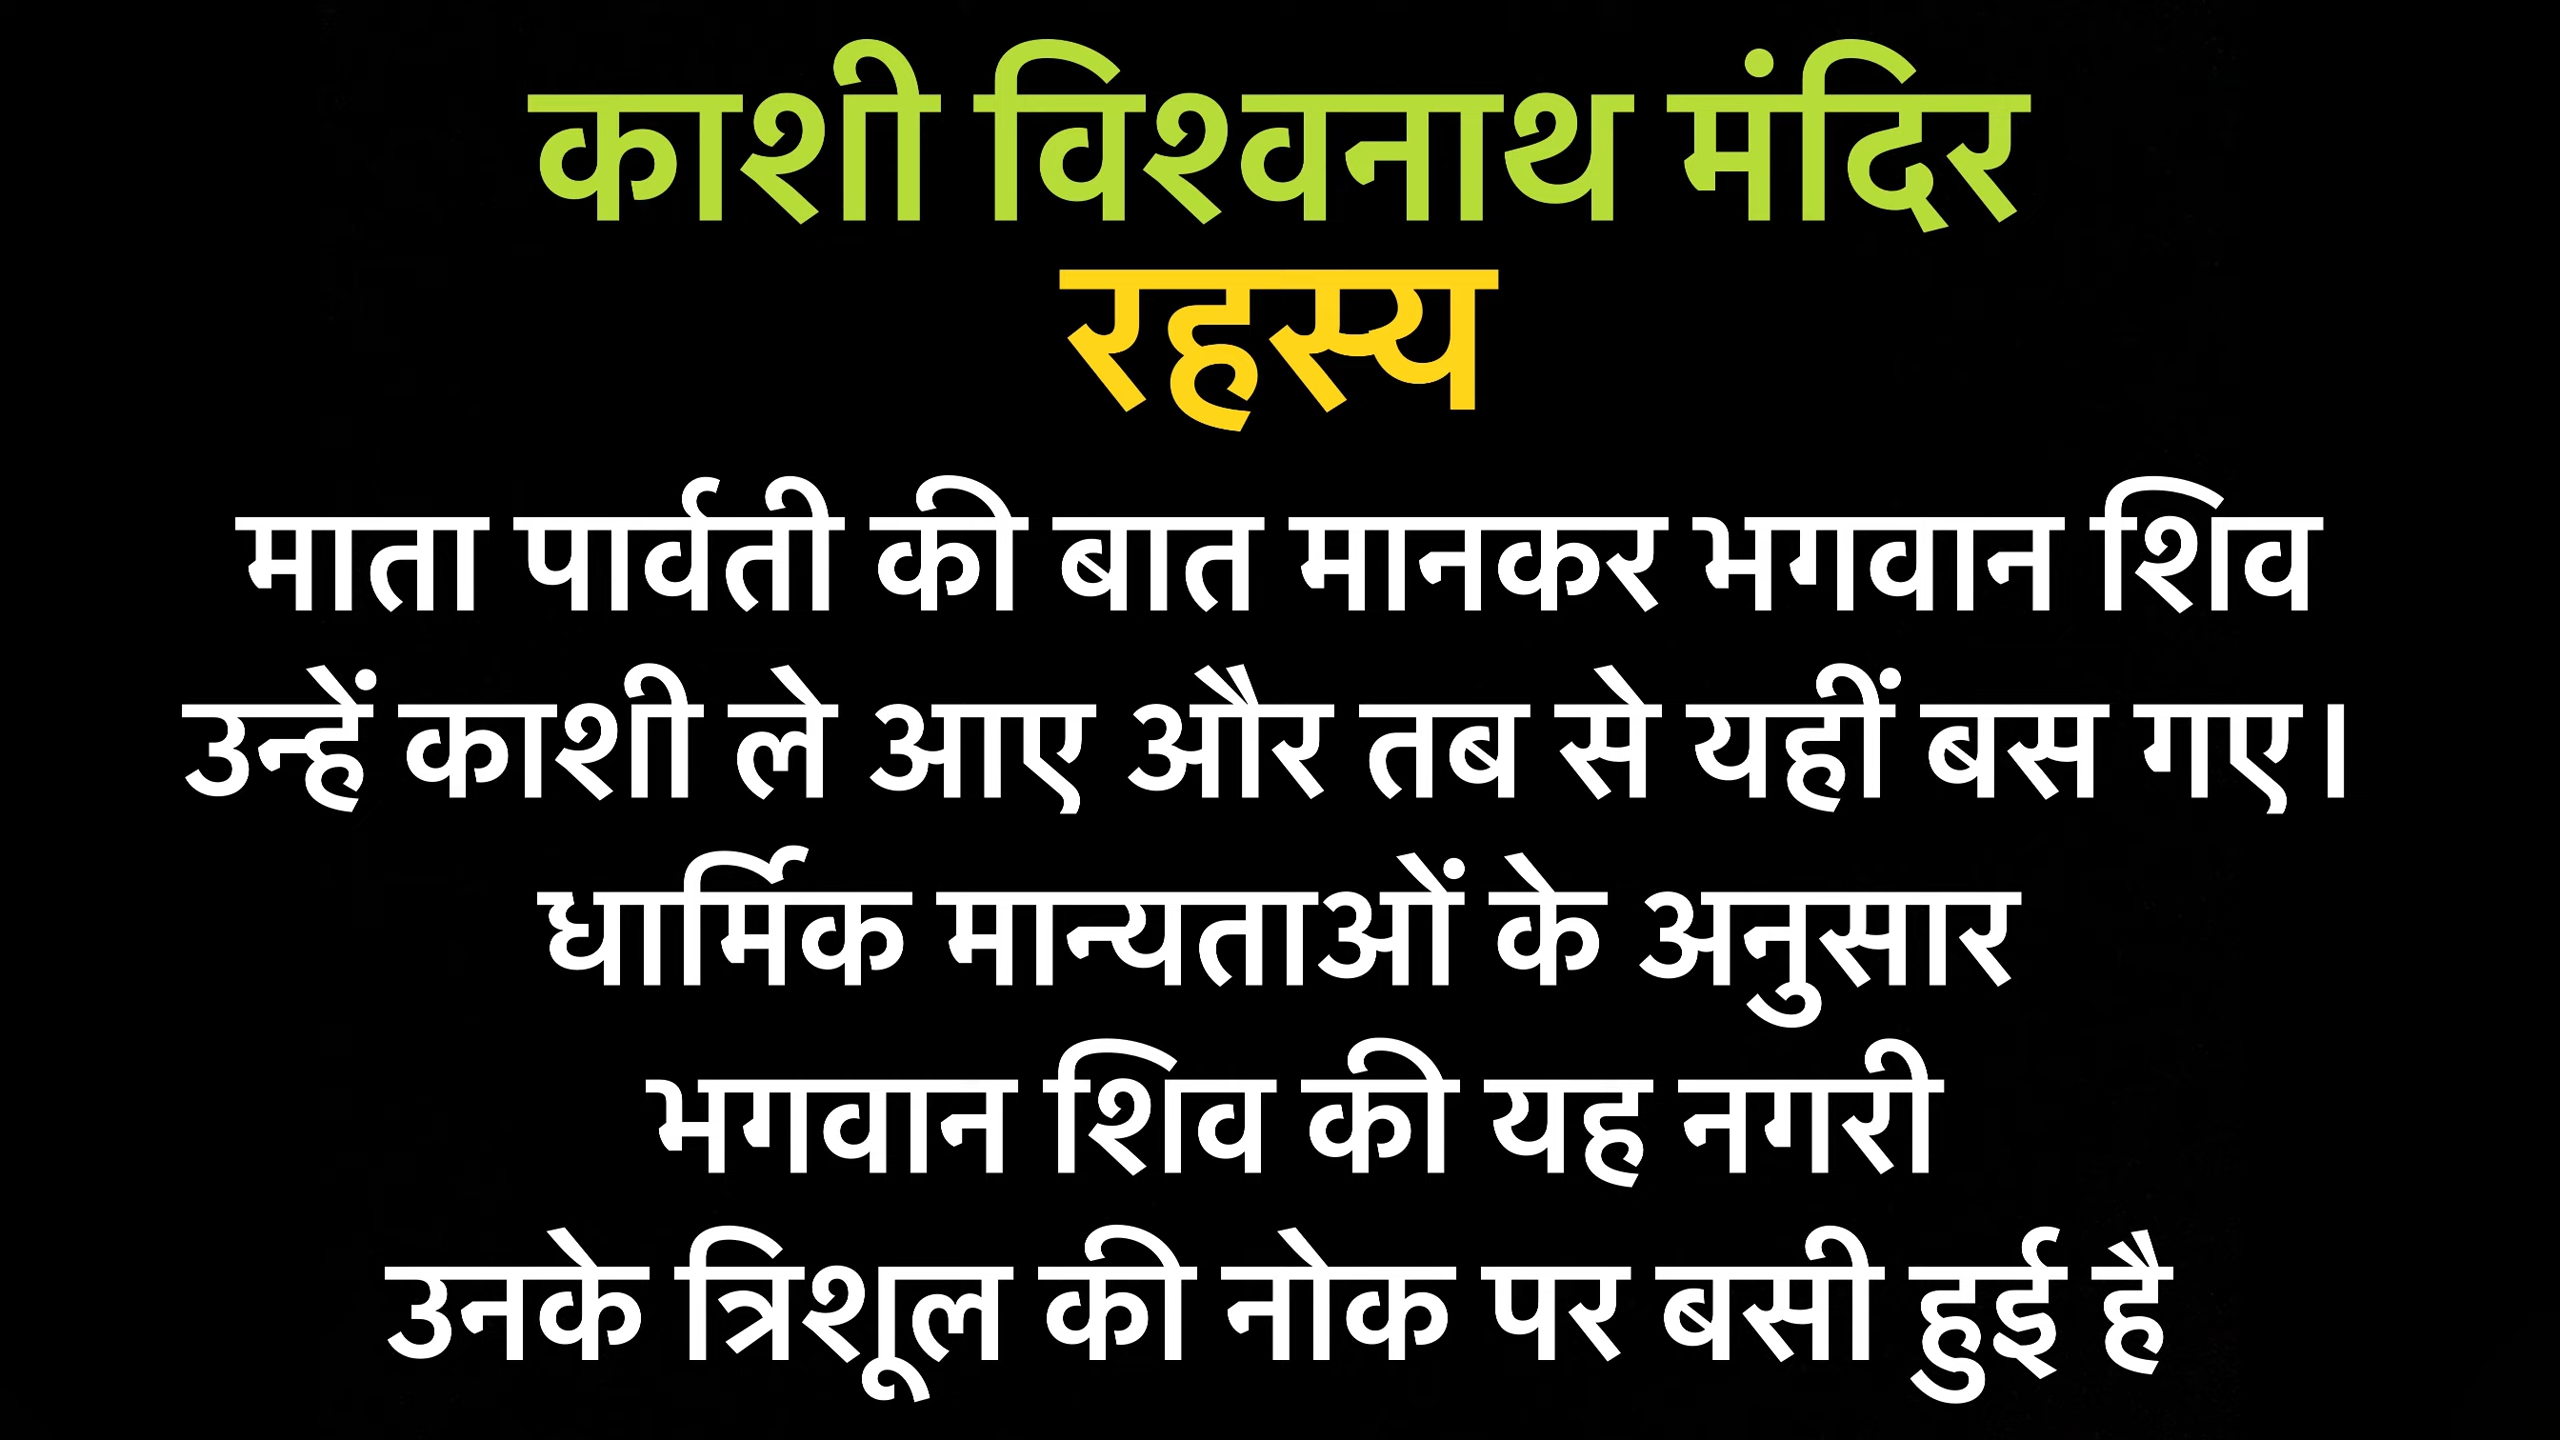 काशी विश्वनाथ मंदिर
रहस्य
माता पार्वती की बात मानकर भगवान शिव
उन्हें काशी ले आए और तब से यहीं बस गए।
धार्मिक मान्यताओं के अनुसार
भगवान शिव की यह नगरी
उनके त्रिशूल की नोक पर बसी हुई है